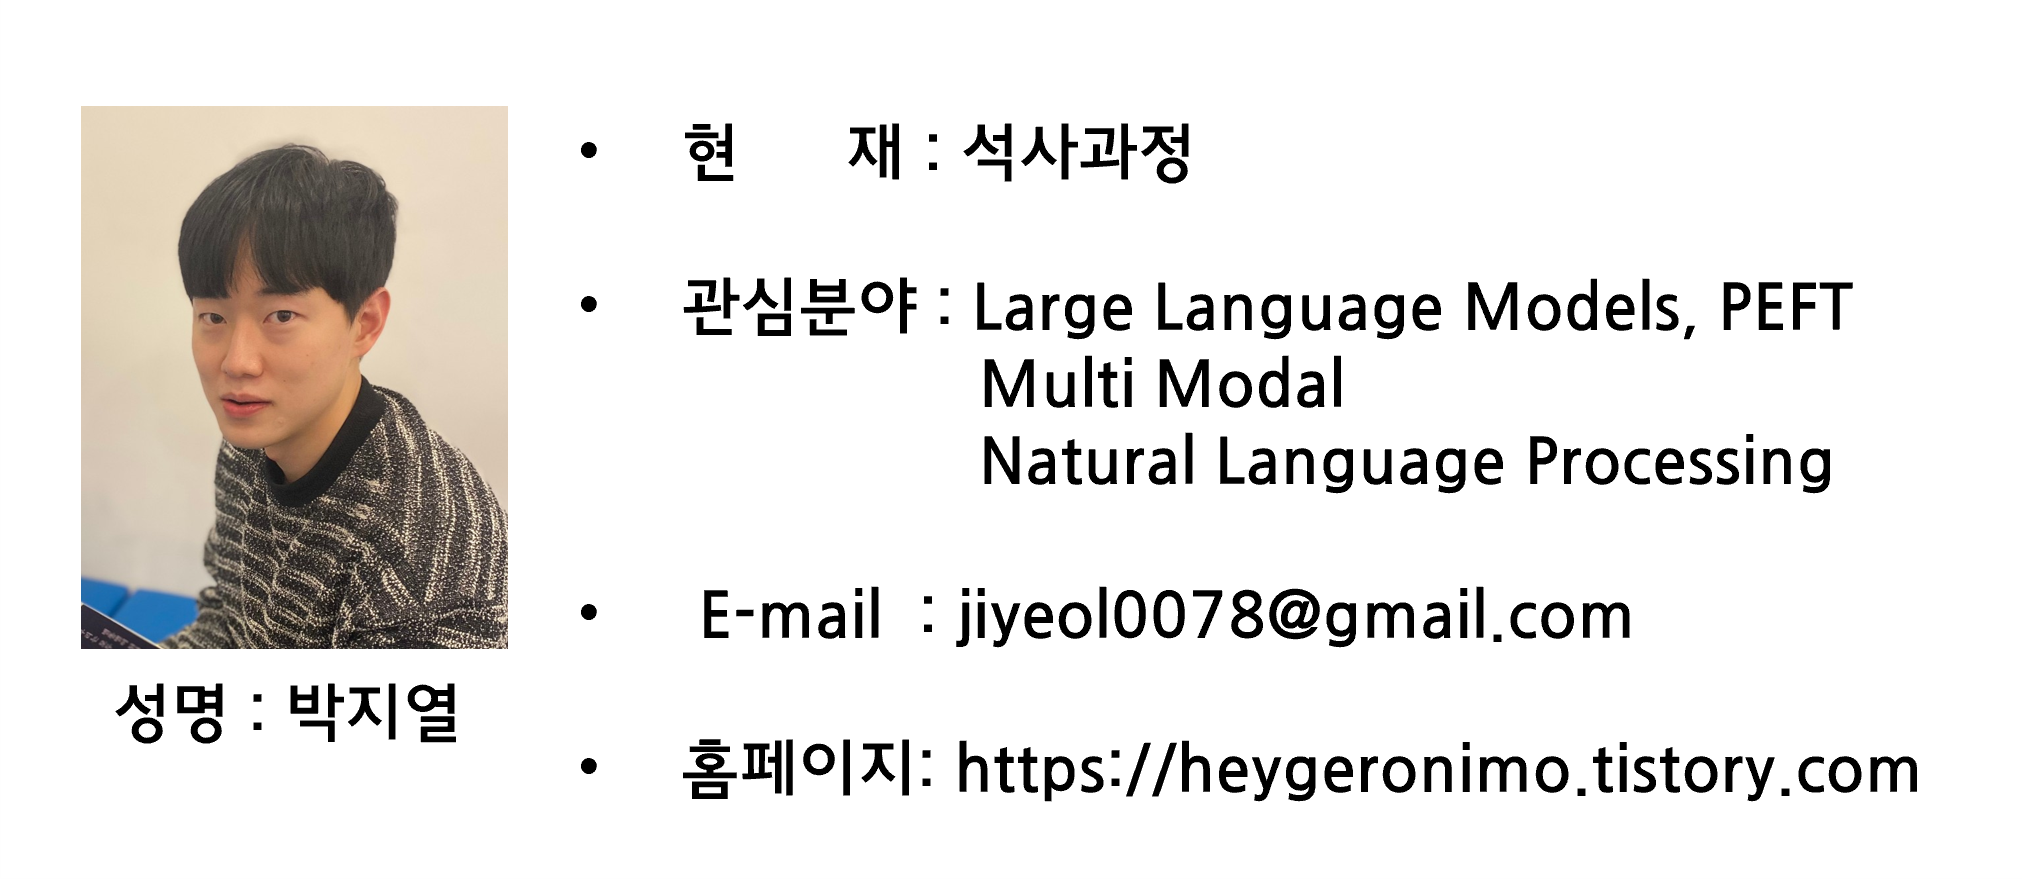 현 재 : 석사과정
관심분야 : Large Language Models, PEFT
Multi Modal
Natural Language Processing
E-mail : jiyeol0078@gmail.com
홈페이지: https://heygeronimo.tistory.com
성명 : 박지열